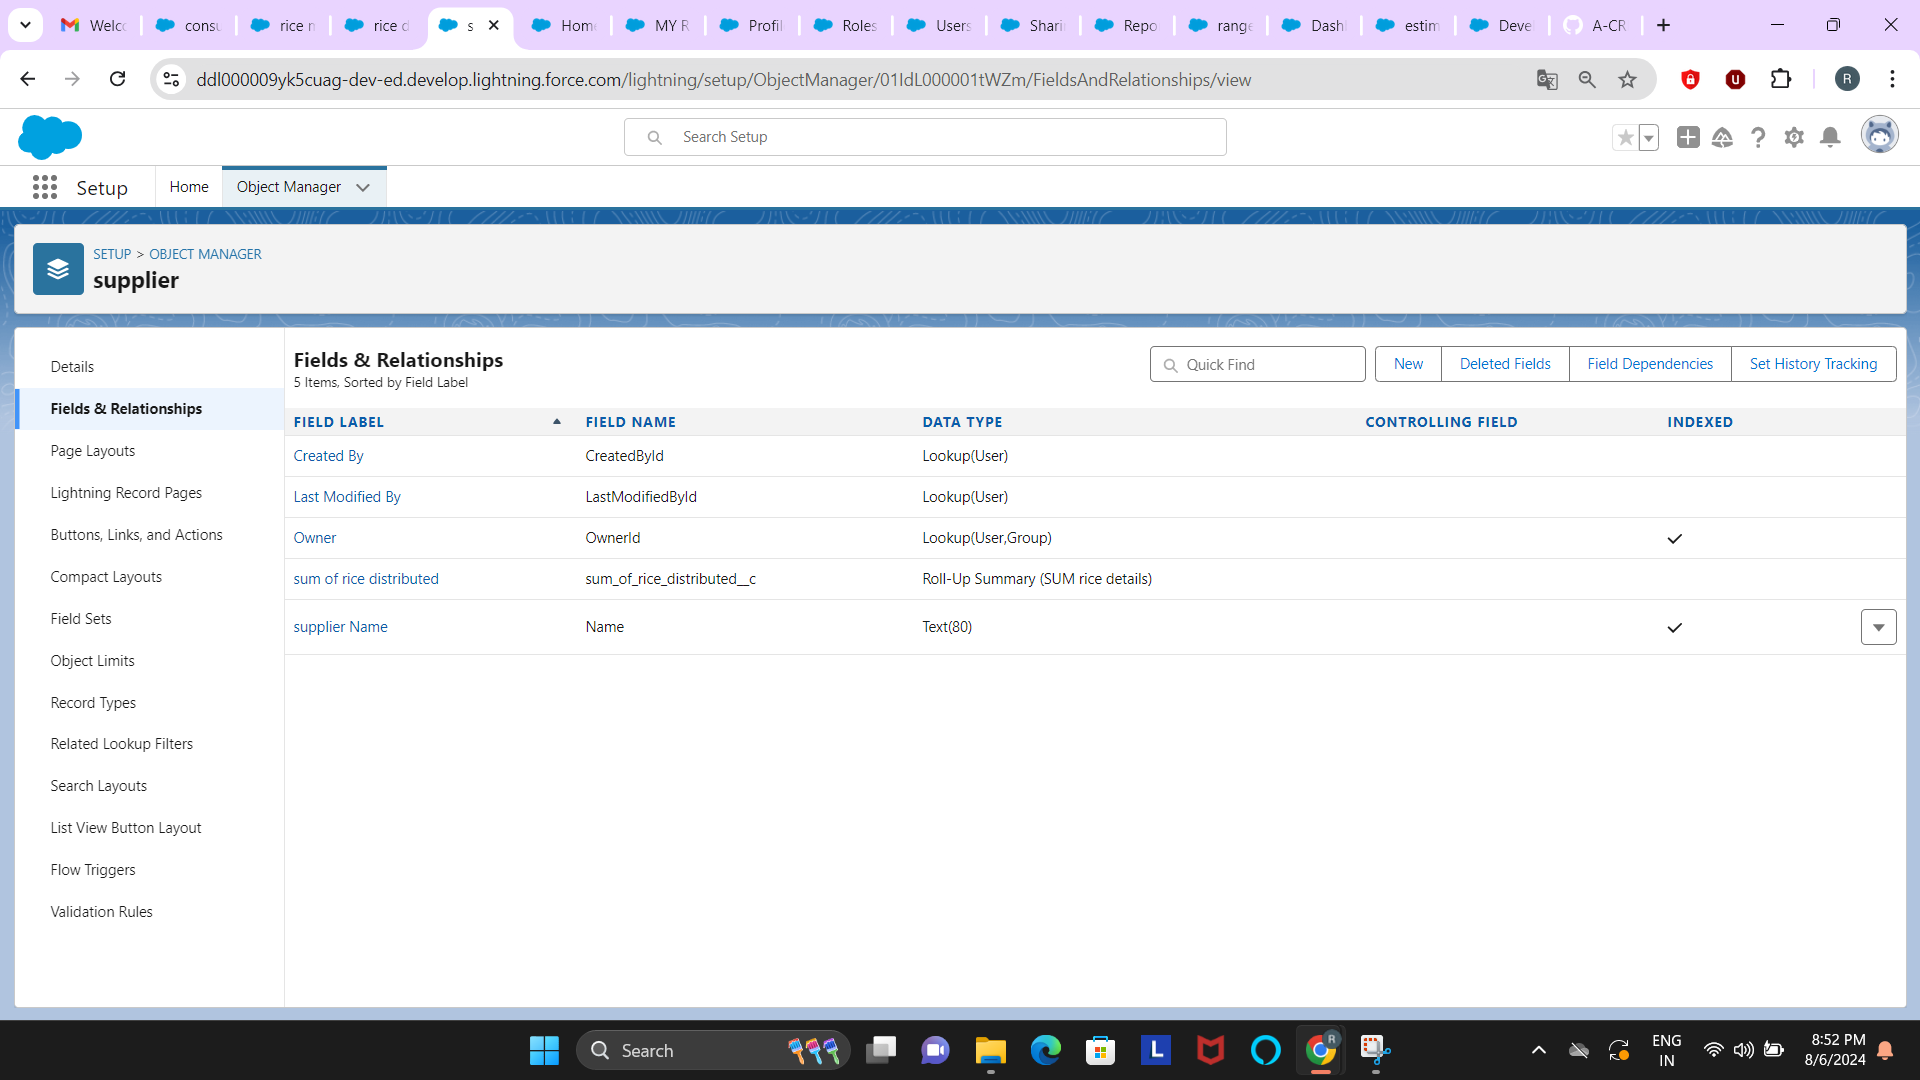 Welc
consu
rice n
rice d
s
Home
MY R
Profil
Roles
Users
Shari
Repo
range
Dash
estim
Devel
A-CR
ddl000009yk5cuag-dev-ed.develop.lightning.force.com/lightning/setup/ObjectManager/01IdL000001tWZm/FieldsAndRelationships/view
R
Search Setup
Setup
Home
Object Manager
SETUP > OBJECT MANAGER
supplier
Details
Fields & Relationships
Page Layouts
Lightning Record Pages
Buttons, Links, and Actions
Compact Layouts
Field Sets
Object Limits
Record Types
Related Lookup Filters
Search Layouts
List View Button Layout
Flow Triggers
Validation Rules
Fields & Relationships
5 Items, Sorted by Field Label
Quick Find
New
Deleted Fields
Field Dependencies
Set History Tracking
FIELD LABEL FIELD NAME DATA TYPE CONTROLLING FIELD INDEXED
Created By CreatedById Lookup(User)
Last Modified By LastModifiedById Lookup(User)
Owner OwnerId Lookup(User,Group)
sum of rice distributed sum_of_rice_distributed__c Roll-Up Summary (SUM rice details)
supplier Name Name Text(80)
Search
ENG
IN
8:52 PM
8/6/2024